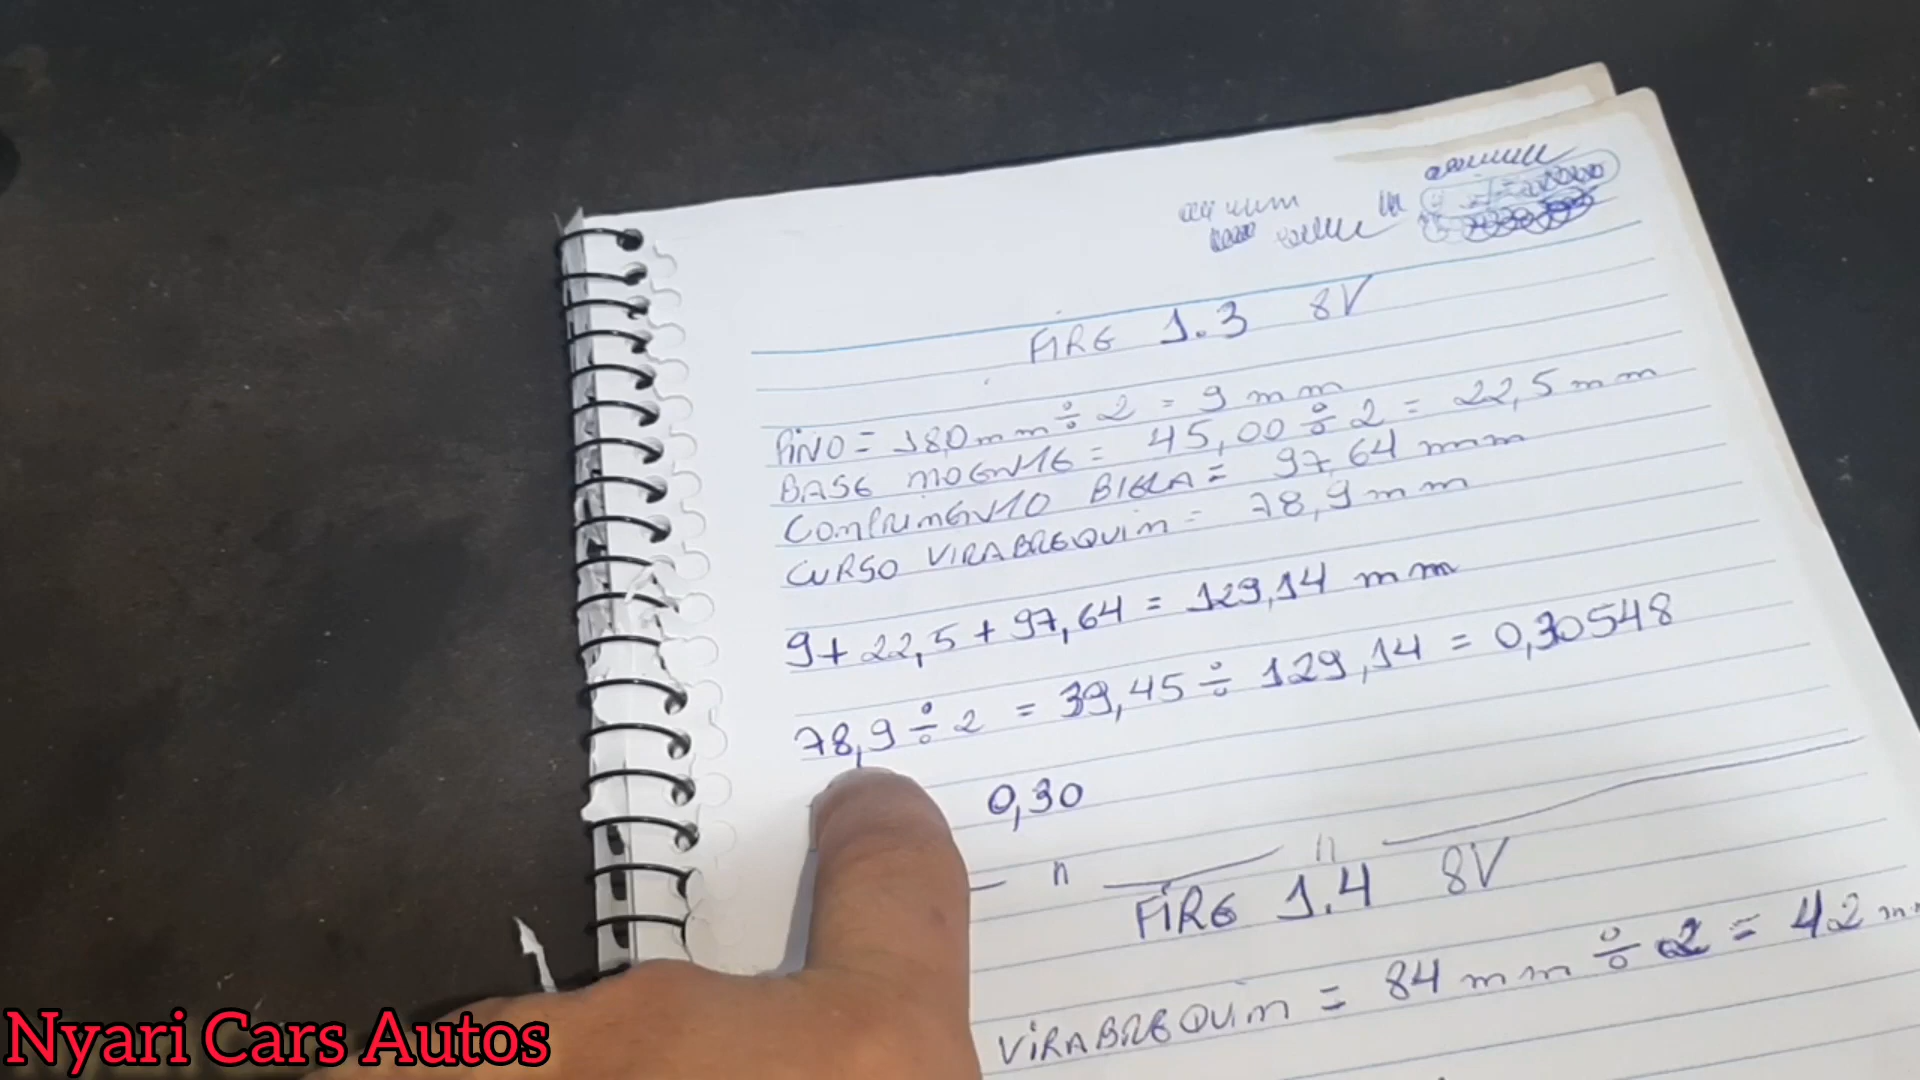 FIRE 1.3 8V
PINO = 18,0 mm ÷ 2 = 9 mm
BASE MOENTE = 45,00 ÷ 2 = 22,5 mm
COMPRIMENTO BIELA = 97,64 mm
CURSO VIRABREQUIM = 78,9 mm
9 + 22,5 + 97,64 = 129,14 mm
78,9 ÷ 2 = 39,45 ÷ 129,14 = 0,30548
0,30
FIRE 1.4 8V
VIRABREQUIM = 84 mm ÷ 2 = 42
Nyari Cars Autos